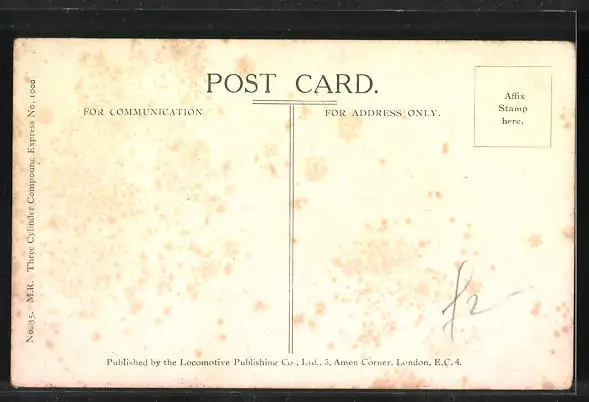 POST CARD.
FOR COMMUNICATION
FOR ADDRESS ONLY.
Affix
Stamp
here.
No. 35. M.R. Three Cylinder Compound Express No. 1000
Published by the Locomotive Publishing Co., Ltd., 3, Amen Corner, London, E.C. 4.